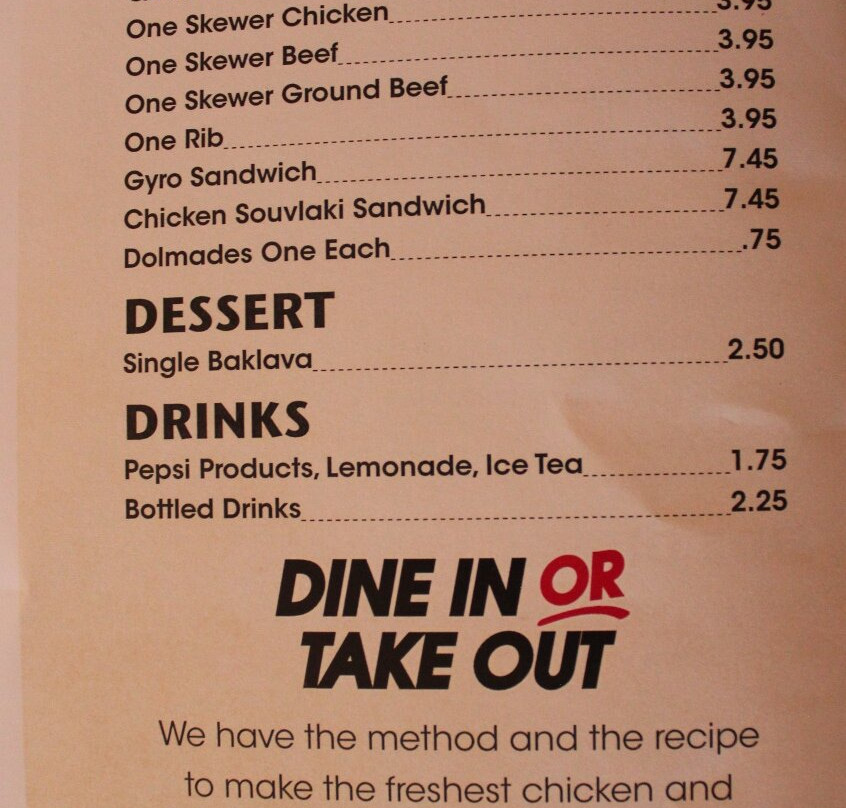 One Skewer Chicken 3.95
One Skewer Beef 3.95
One Skewer Ground Beef 3.95
One Rib 3.95
Gyro Sandwich 7.45
Chicken Souvlaki Sandwich 7.45
Dolmades One Each .75
DESSERT
Single Baklava 2.50
DRINKS
Pepsi Products, Lemonade, Ice Tea 1.75
Bottled Drinks 2.25
DINE IN OR
TAKE OUT
We have the method and the recipe
to make the freshest chicken and